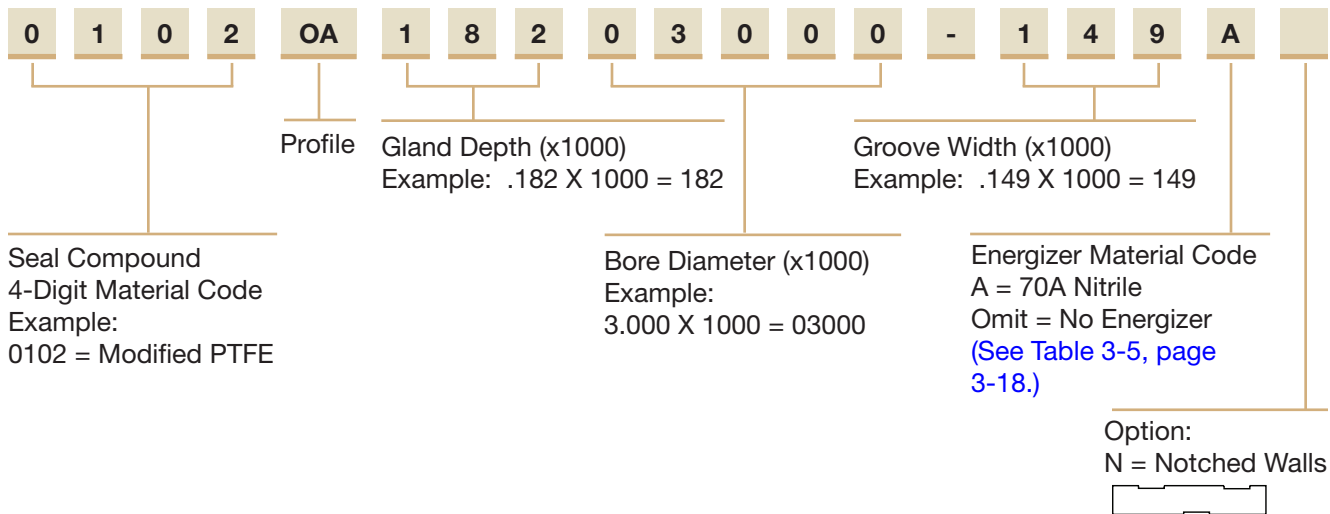 0 1 0 2 OA 1 8 2 0 3 0 0 0 - 1 4 9 A
Profile
Gland Depth (x1000)
Example: .182 X 1000 = 182
Groove Width (x1000)
Example: .149 X 1000 = 149
Seal Compound
4-Digit Material Code
Example:
0102 = Modified PTFE
Bore Diameter (x1000)
Example:
3.000 X 1000 = 03000
Energizer Material Code
A = 70A Nitrile
Omit = No Energizer
(See Table 3-5, page
3-18.)
Option:
N = Notched Walls